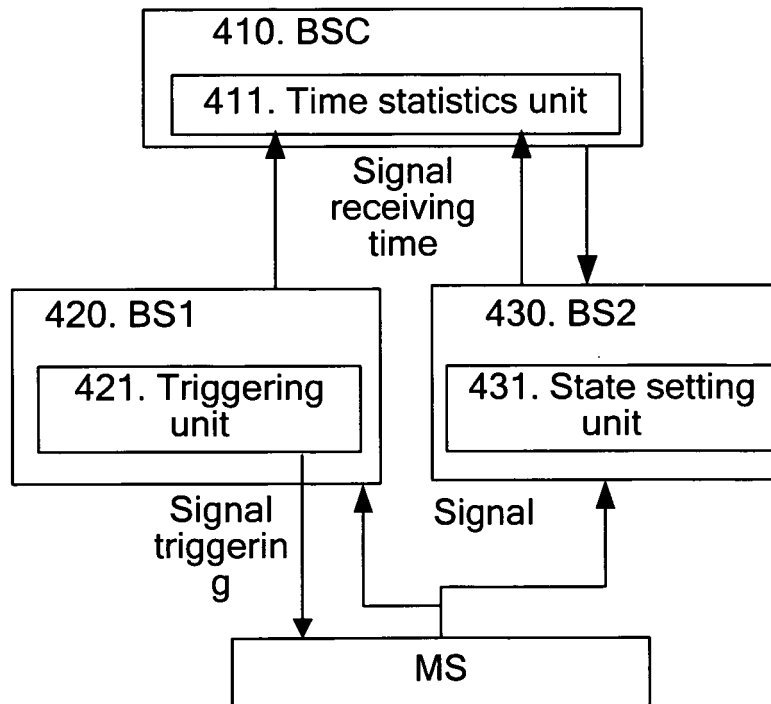 410. BSC
411. Time statistics unit
Signal
receiving
time
420. BS1
430. BS2
421. Triggering
unit
431. State setting
unit
Signal
triggerin
g
Signal
MS